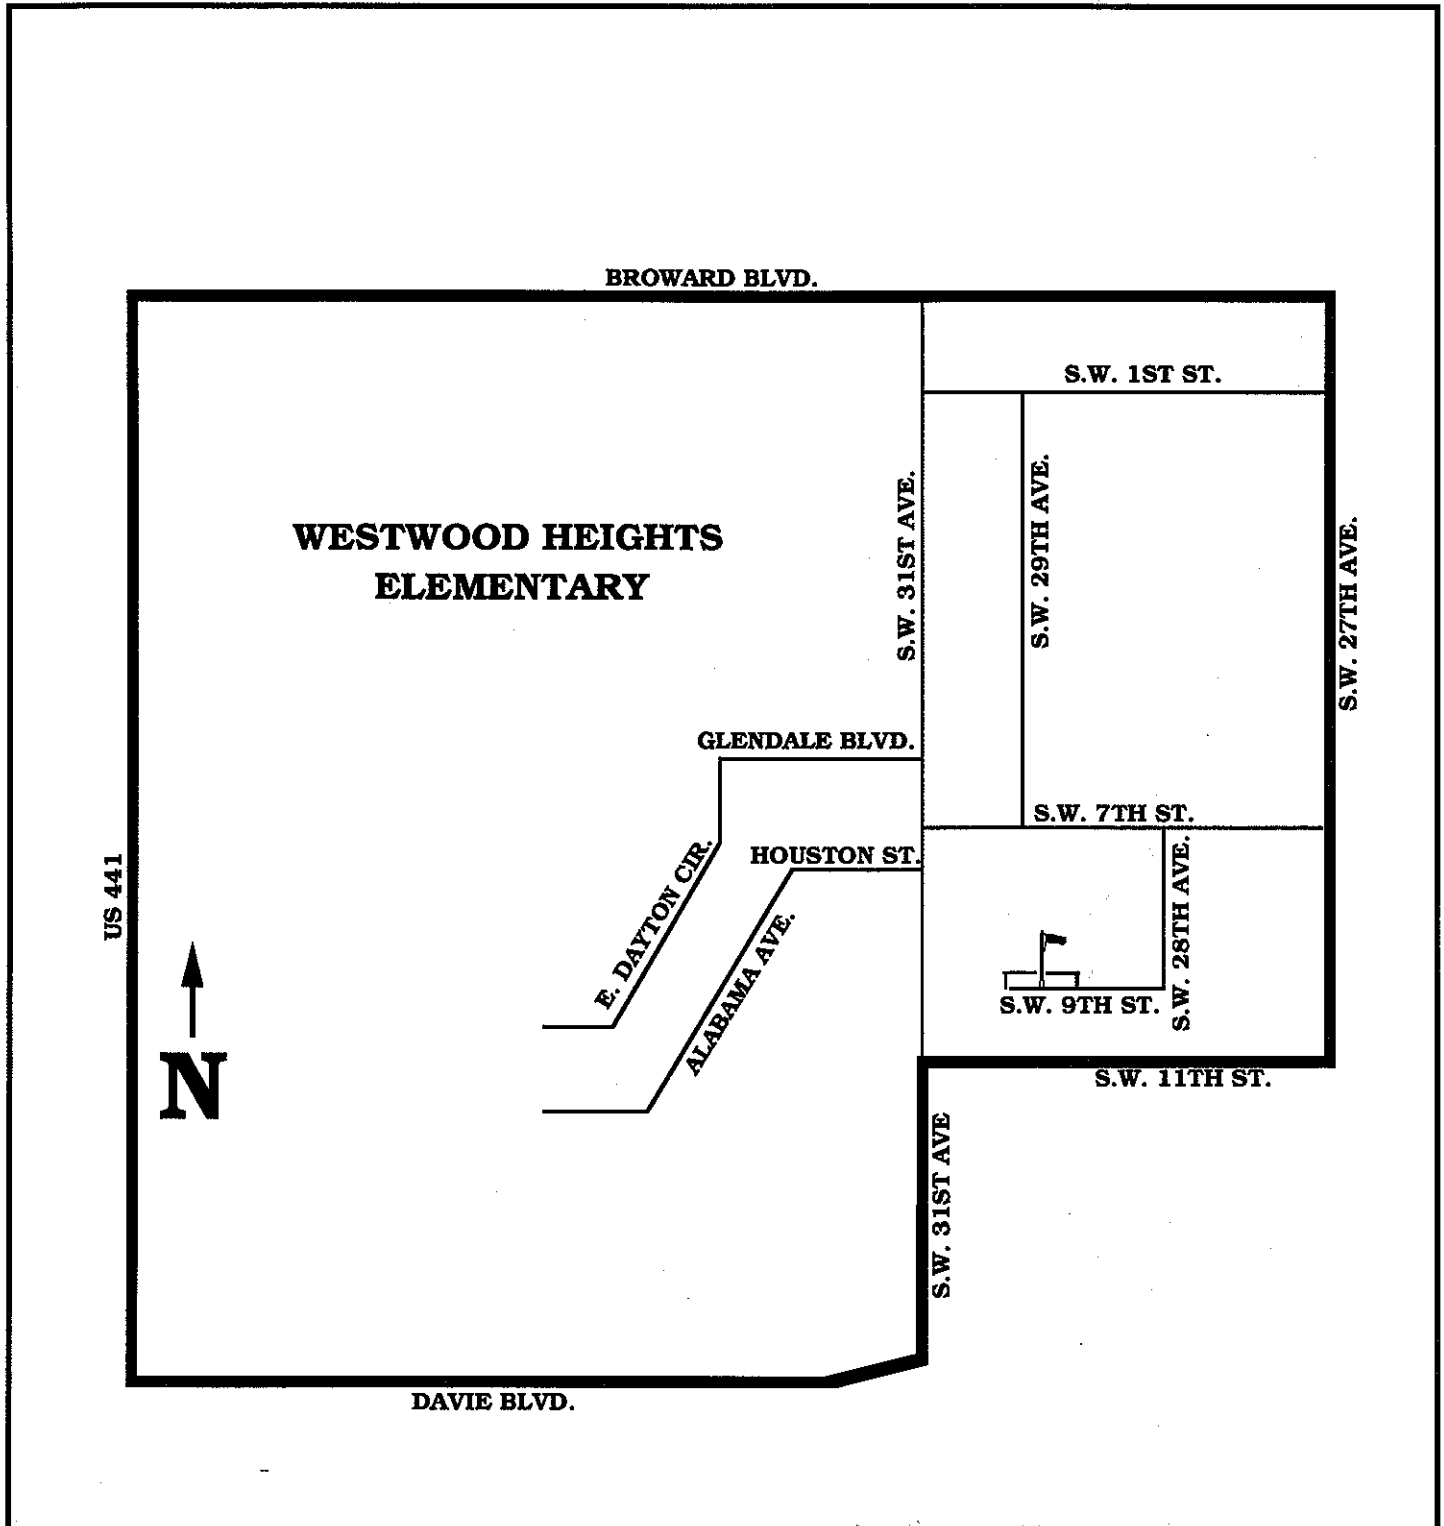 BROWARD BLVD.
S.W. 1ST ST.
WESTWOOD HEIGHTS
ELEMENTARY
S.W. 31ST AVE.
S.W. 29TH AVE.
S.W. 27TH AVE.
GLENDALE BLVD.
S.W. 7TH ST.
HOUSTON ST.
US 441
E. DAYTON CIR.
ALABAMA AVE.
S.W. 28TH AVE.
S.W. 9TH ST.
N
S.W. 11TH ST.
S.W. 31ST AVE
DAVIE BLVD.